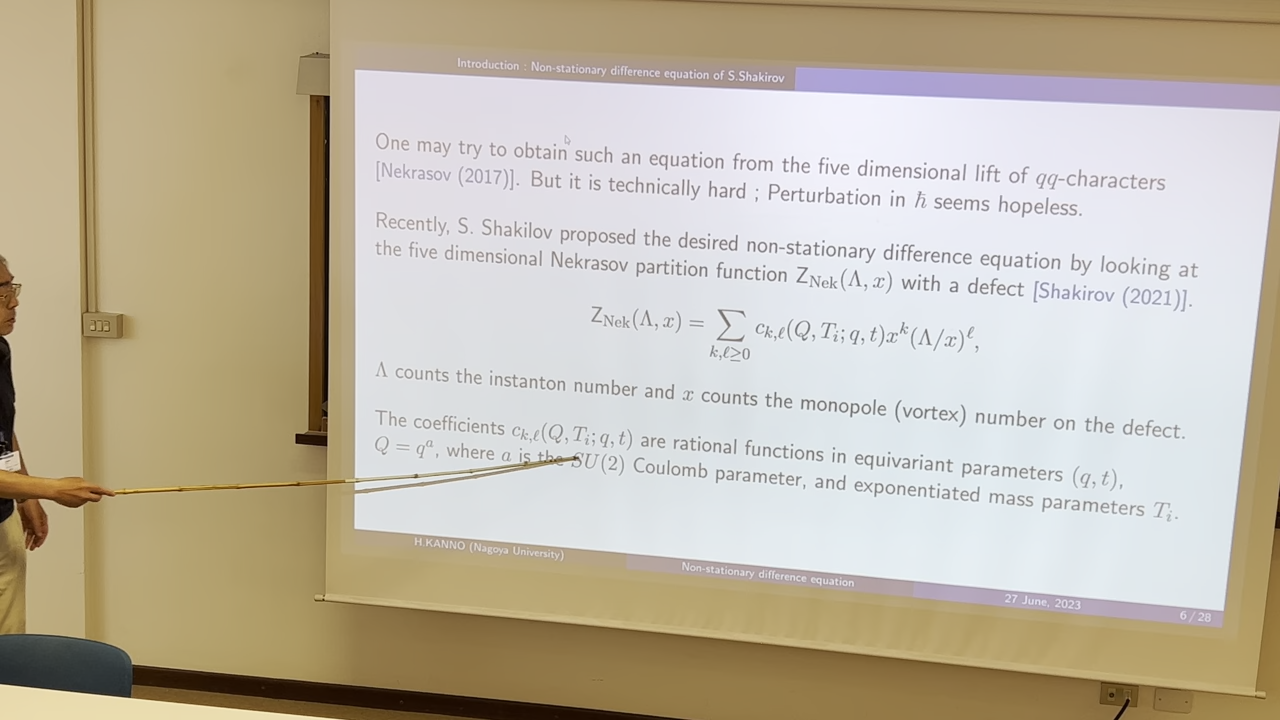 Introduction : Non-stationary difference equation of S.Shakirov
One may try to obtain such an equation from the five dimensional lift of qq-characters
[Nekrasov (2017)]. But it is technically hard ; Perturbation in ℏ seems hopeless.
Recently, S. Shakilov proposed the desired non-stationary difference equation by looking at
the five dimensional Nekrasov partition function Z_Nek(Λ, x) with a defect [Shakirov (2021)].
Z_Nek(Λ, x) = ∑_{k,ℓ≥0} c_{k,ℓ}(Q, T_i; q, t)x^k(Λ/x)^ℓ,
Λ counts the instanton number and x counts the monopole (vortex) number on the defect.
The coefficients c_{k,ℓ}(Q, T_i; q, t) are rational functions in equivariant parameters (q, t),
Q = q^a, where a is the SU(2) Coulomb parameter, and exponentiated mass parameters T_i.
H.KANNO (Nagoya University)
Non-stationary difference equation
27 June, 2023
6 / 28